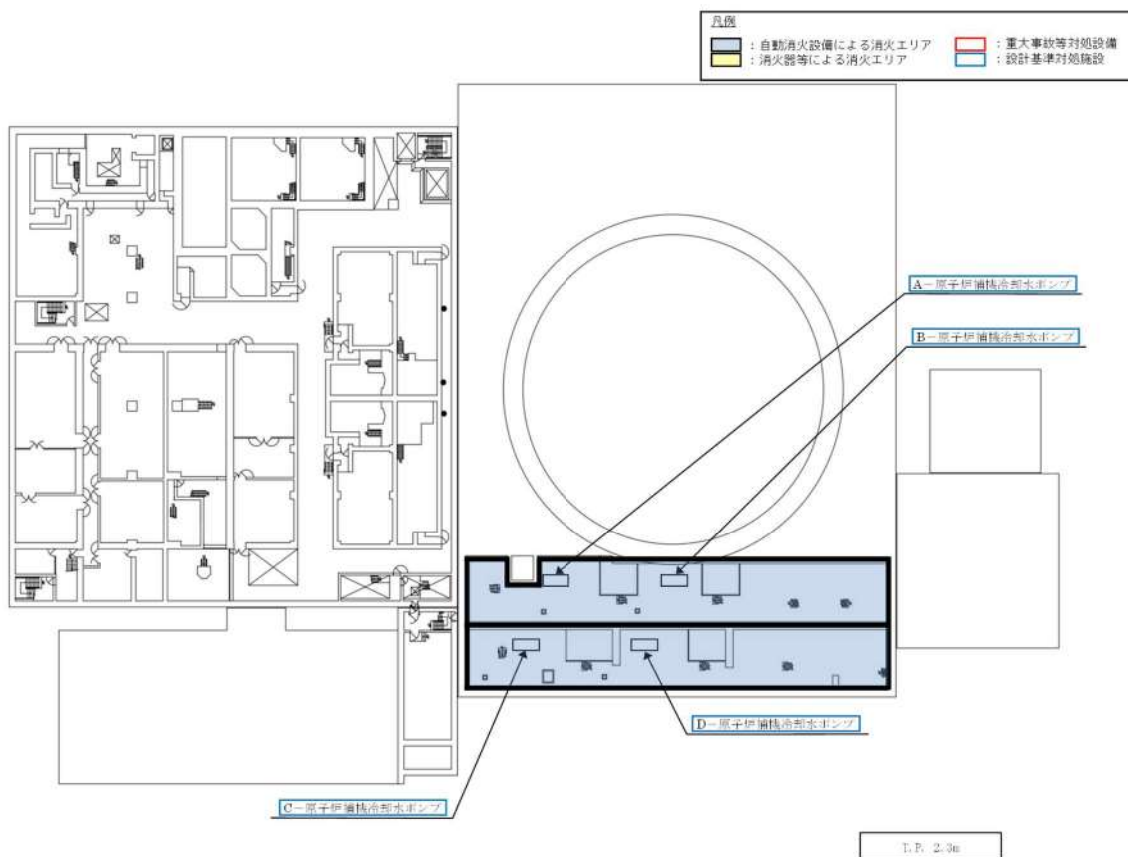 凡例
：自動消火設備による消火エリア
：重大事故等対処設備
：消火器等による消火エリア
：設計基準対処施設
A－原子炉補機冷却水ポンプ
B－原子炉補機冷却水ポンプ
D－原子炉補機冷却水ポンプ
C－原子炉補機冷却水ポンプ
T.P. 2.3m